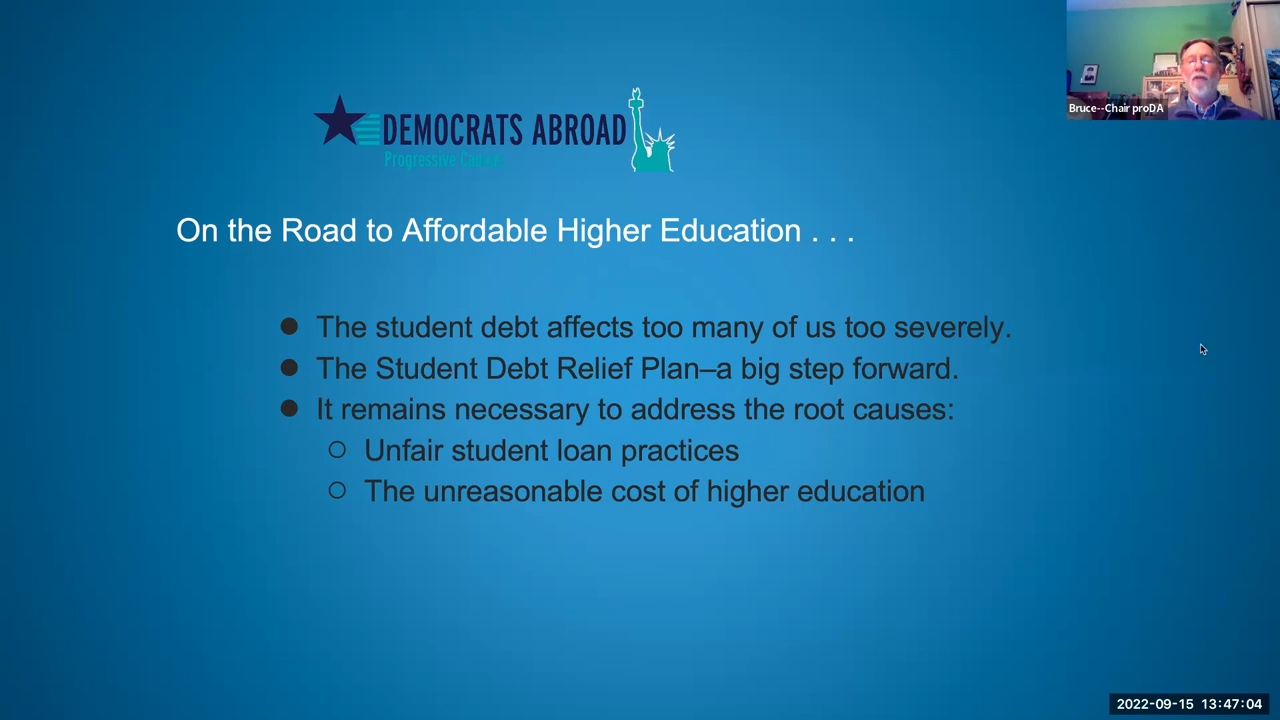 Bruce--Chair proDA
DEMOCRATS ABROAD
Progressive Caucus
On the Road to Affordable Higher Education . . .
● The student debt affects too many of us too severely.
● The Student Debt Relief Plan–a big step forward.
● It remains necessary to address the root causes:
○ Unfair student loan practices
○ The unreasonable cost of higher education
2022-09-15 13:47:04